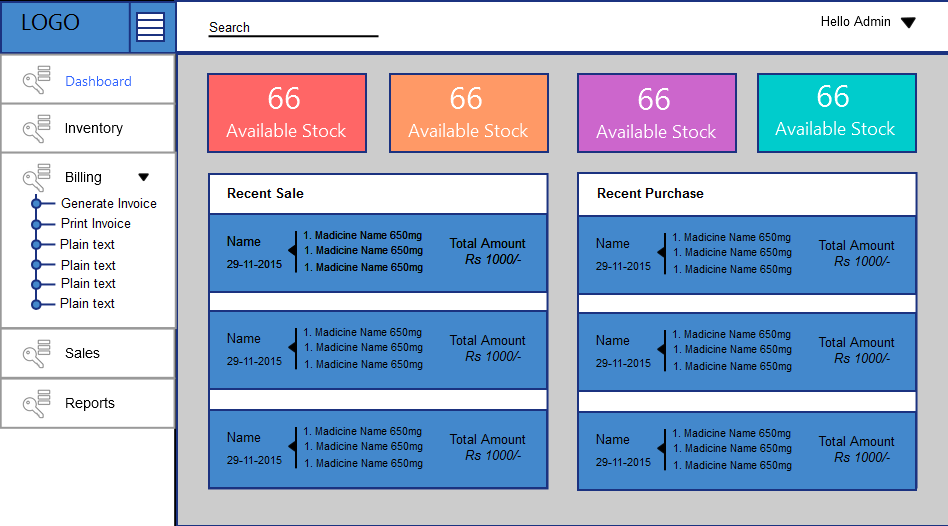 LOGO
Search
Hello Admin
Dashboard
Inventory
Billing
Generate Invoice
Print Invoice
Plain text
Plain text
Plain text
Plain text
Sales
Reports
66
Available Stock
66
Available Stock
66
Available Stock
66
Available Stock
Recent Sale
Name
29-11-2015
1. Madicine Name 650mg
1. Madicine Name 650mg
1. Madicine Name 650mg
Total Amount
Rs 1000/-
Name
29-11-2015
1. Madicine Name 650mg
1. Madicine Name 650mg
1. Madicine Name 650mg
Total Amount
Rs 1000/-
Name
29-11-2015
1. Madicine Name 650mg
1. Madicine Name 650mg
1. Madicine Name 650mg
Total Amount
Rs 1000/-
Recent Purchase
Name
29-11-2015
1. Madicine Name 650mg
1. Madicine Name 650mg
1. Madicine Name 650mg
Total Amount
Rs 1000/-
Name
29-11-2015
1. Madicine Name 650mg
1. Madicine Name 650mg
1. Madicine Name 650mg
Total Amount
Rs 1000/-
Name
29-11-2015
1. Madicine Name 650mg
1. Madicine Name 650mg
1. Madicine Name 650mg
Total Amount
Rs 1000/-